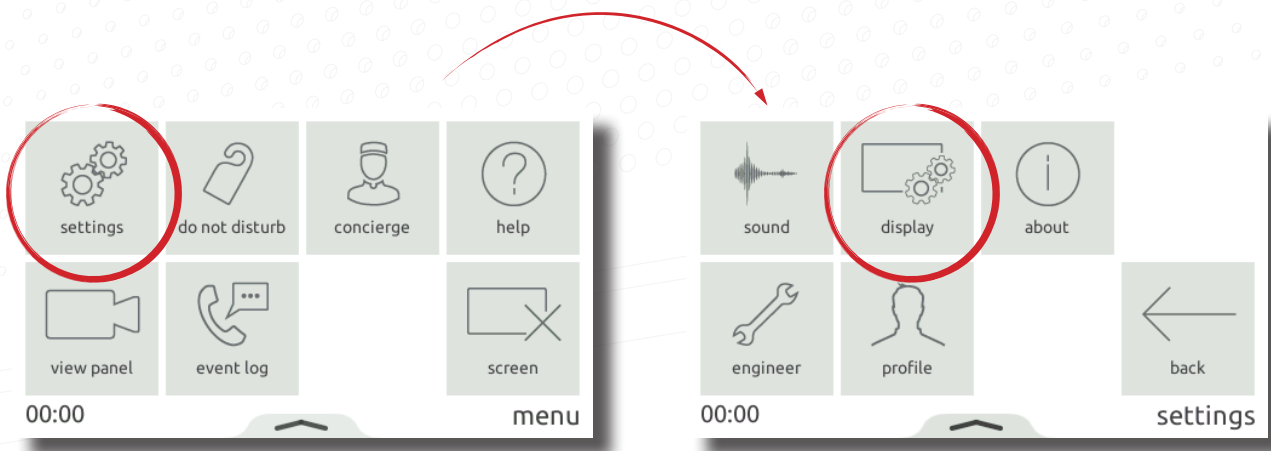 settings
do not disturb
concierge
help
view panel
event log
screen
00:00
menu
sound
display
about
engineer
profile
back
00:00
settings